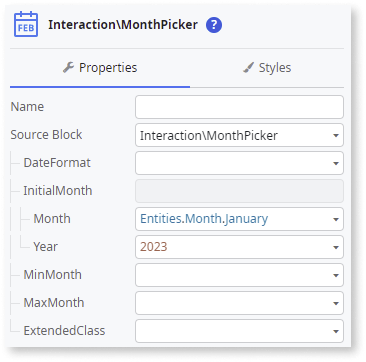 FEB Interaction\MonthPicker ?
Properties Styles
Name
Source Block Interaction\MonthPicker
DateFormat
InitialMonth
Month Entities.Month.January
Year 2023
MinMonth
MaxMonth
ExtendedClass